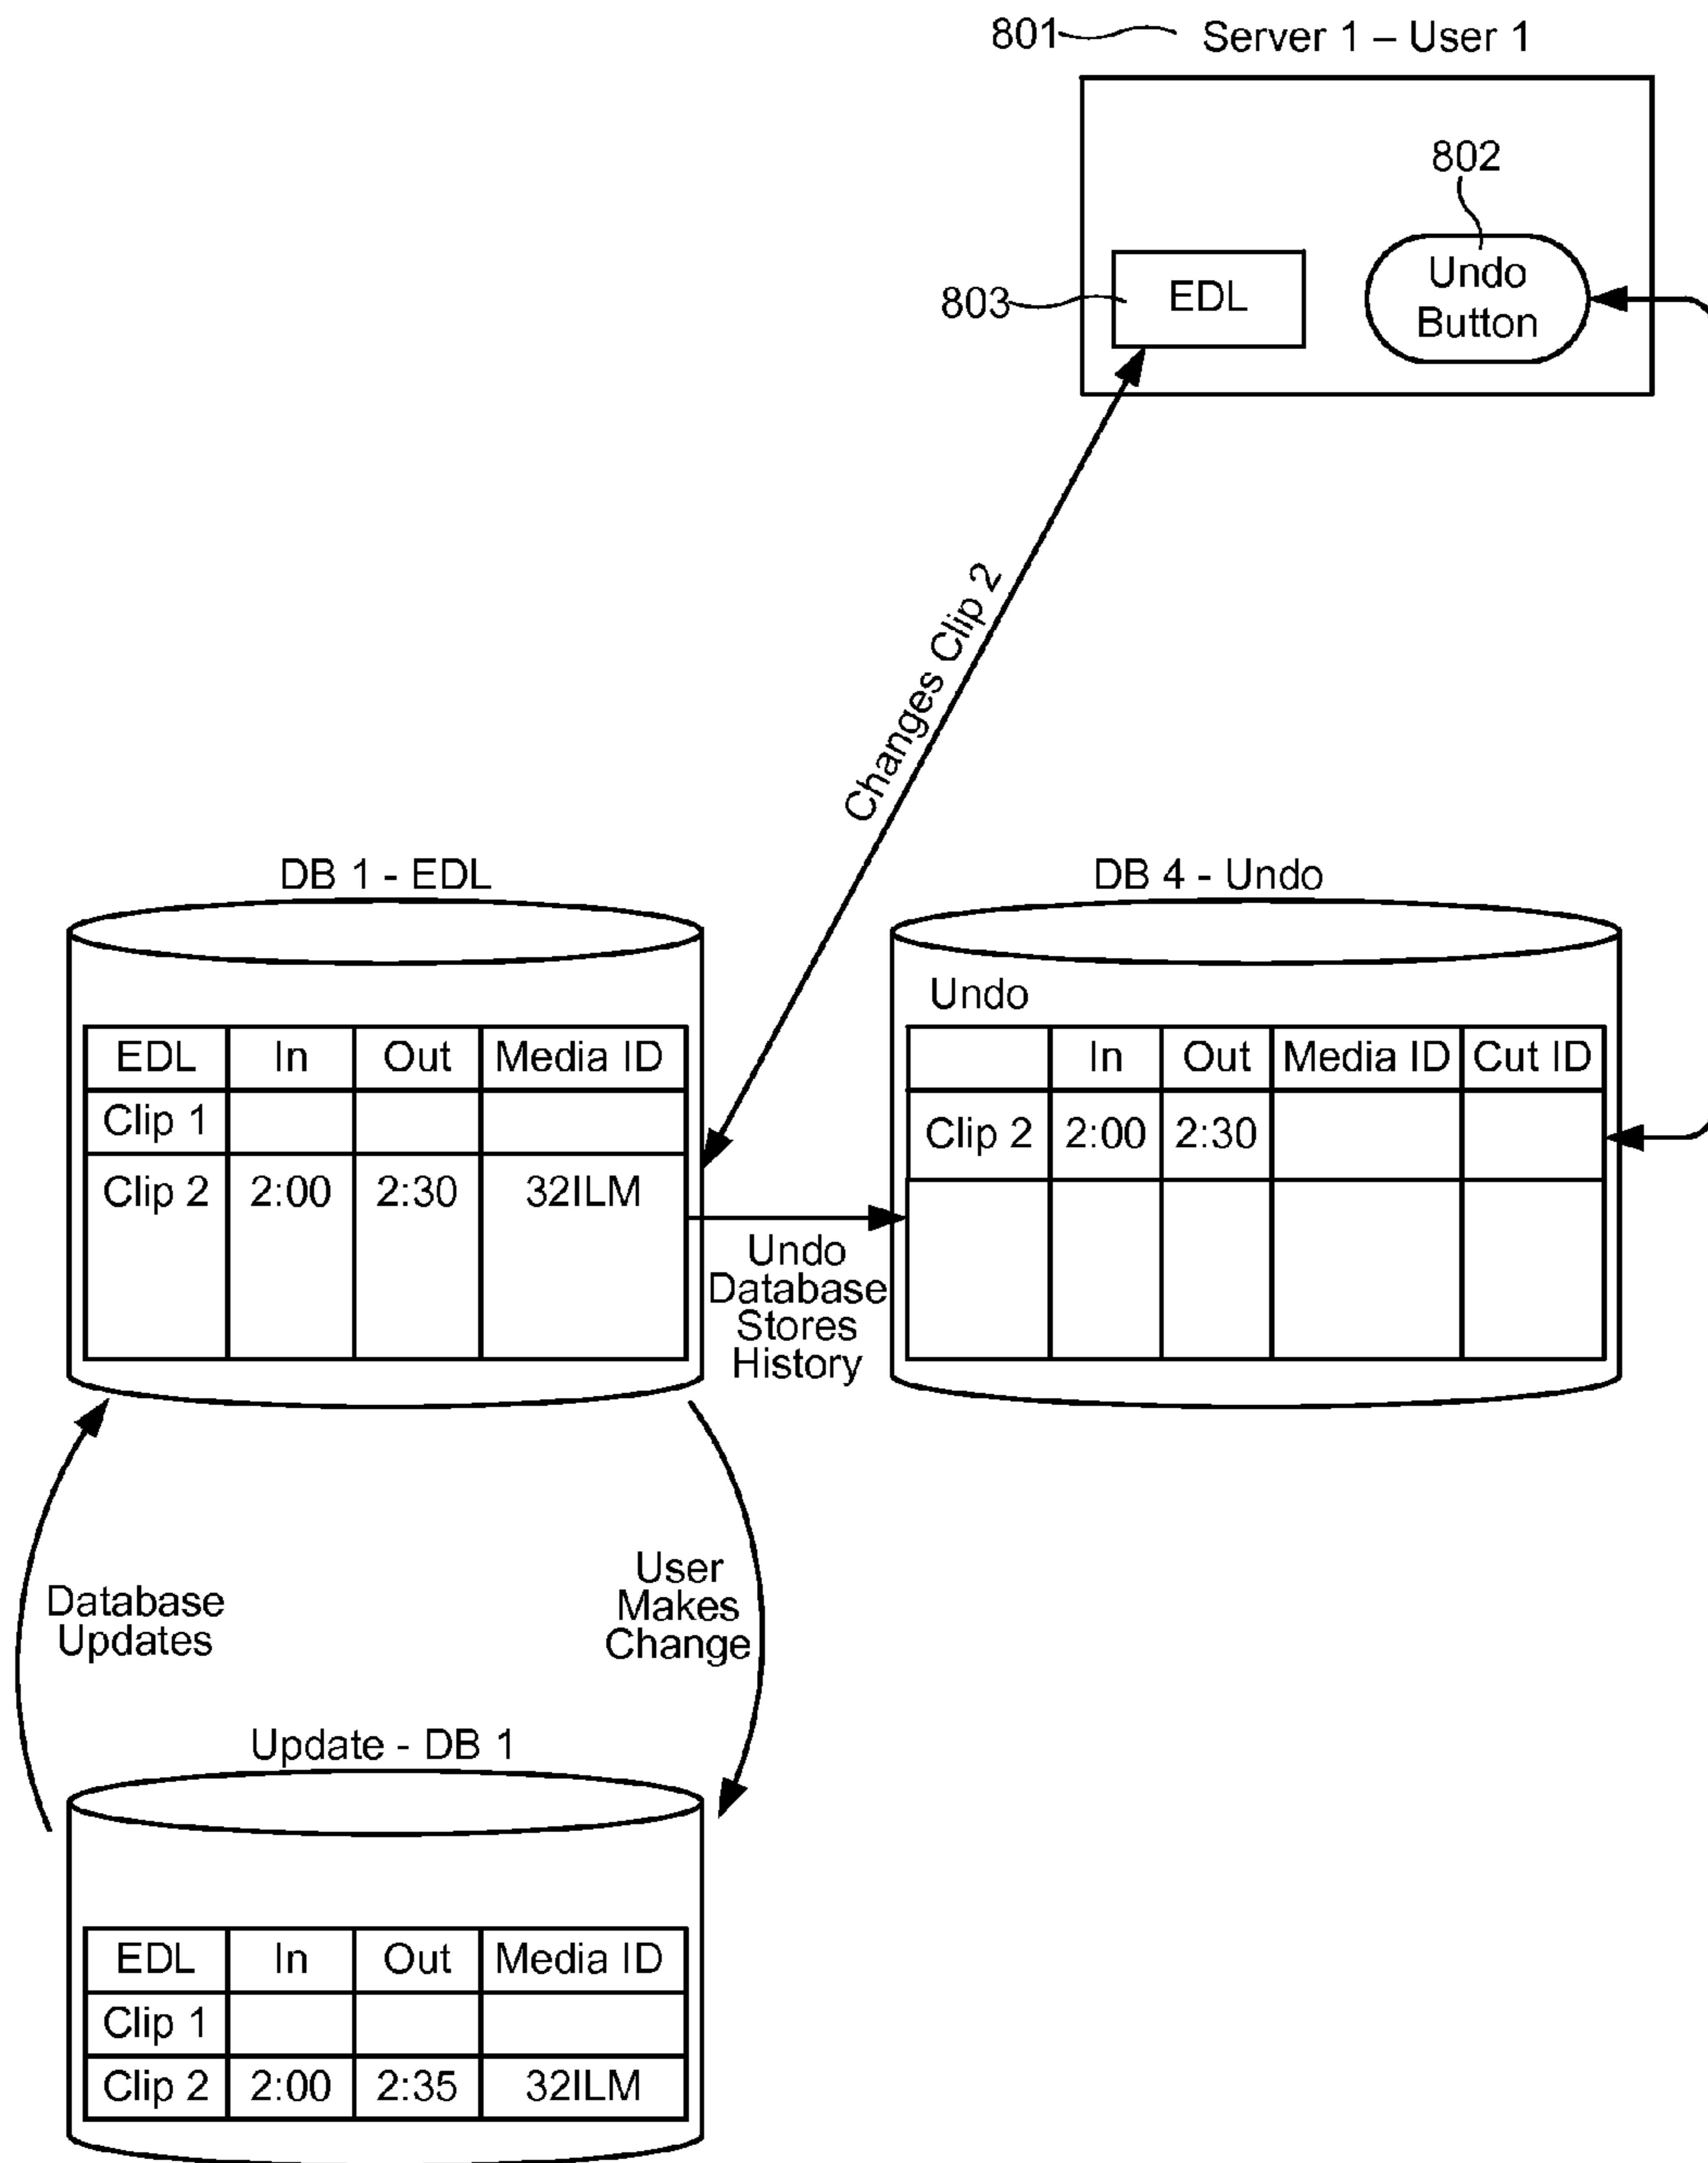 801
Server 1 – User 1
802
Undo
Button
803
EDL
Changes Clip 2
DB 1 - EDL
EDL In Out Media ID
Clip 1
Clip 2 2:00 2:30 32ILM
Undo
Database
Stores
History
DB 4 - Undo
Undo
In Out Media ID Cut ID
Clip 2 2:00 2:30
Database
Updates
User
Makes
Change
Update - DB 1
EDL In Out Media ID
Clip 1
Clip 2 2:00 2:35 32ILM